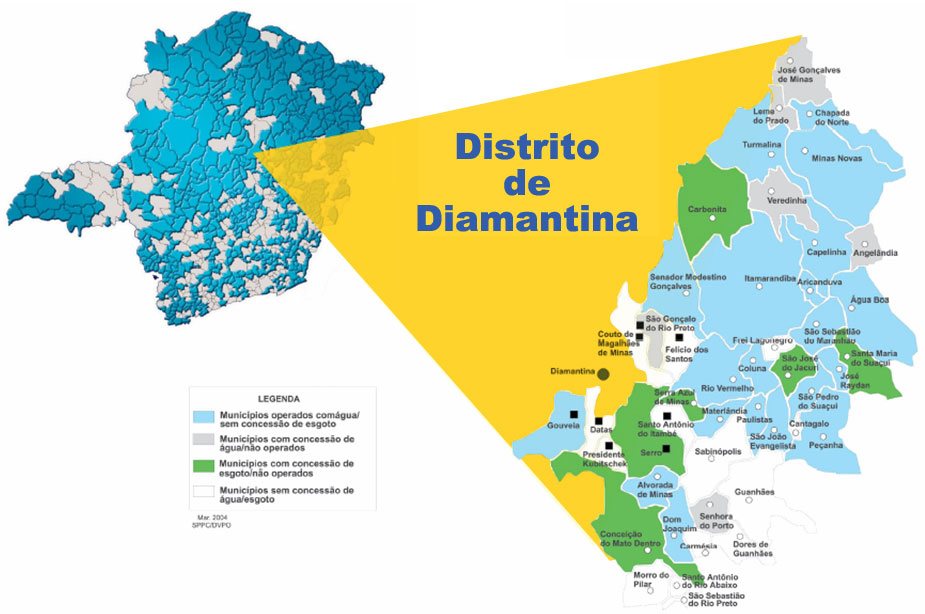 Distrito
de
Diamantina
José Gonçalves
de Minas
Leme
do Prado
Chapada
do Norte
Turmalina
Minas Novas
Carbonita
Veredinha
Capelinha
Angelândia
Senador Modestino
Gonçalves
Itamarandiba
Aricanduva
Água Boa
São Gonçalo
do Rio Preto
Couto de
Magalhães
de Minas
Felício dos
Santos
Frei Lagonegro
São Sebastião
do Maranhão
São José
do Jacuri
Santa Maria
do Suaçuí
Coluna
José
Raydan
Diamantina
Rio Vermelho
Serra Azul
de Minas
São Pedro
do Suaçuí
Materlândia
Paulistas
Cantagalo
Gouveia
Datas
Santo Antônio
do Itambé
São João
Evangelista
Peçanha
Presidente
Kubitschek
Serro
Sabinópolis
Alvorada
de Minas
Guanhães
Dom
Joaquim
Senhora
do Porto
Conceição
do Mato Dentro
Carmésia
Dores de
Guanhães
Morro do
Pilar
Santo Antônio
do Rio Abaixo
São Sebastião
do Rio Preto
LEGENDA
Municípios operados comágua/
sem concessão de esgoto
Municípios com concessão de
água/não operados
Municípios com concessão de
esgoto/não operados
Municípios sem concessão de
água/esgoto
Mar. 2004
SPPC/DVPO